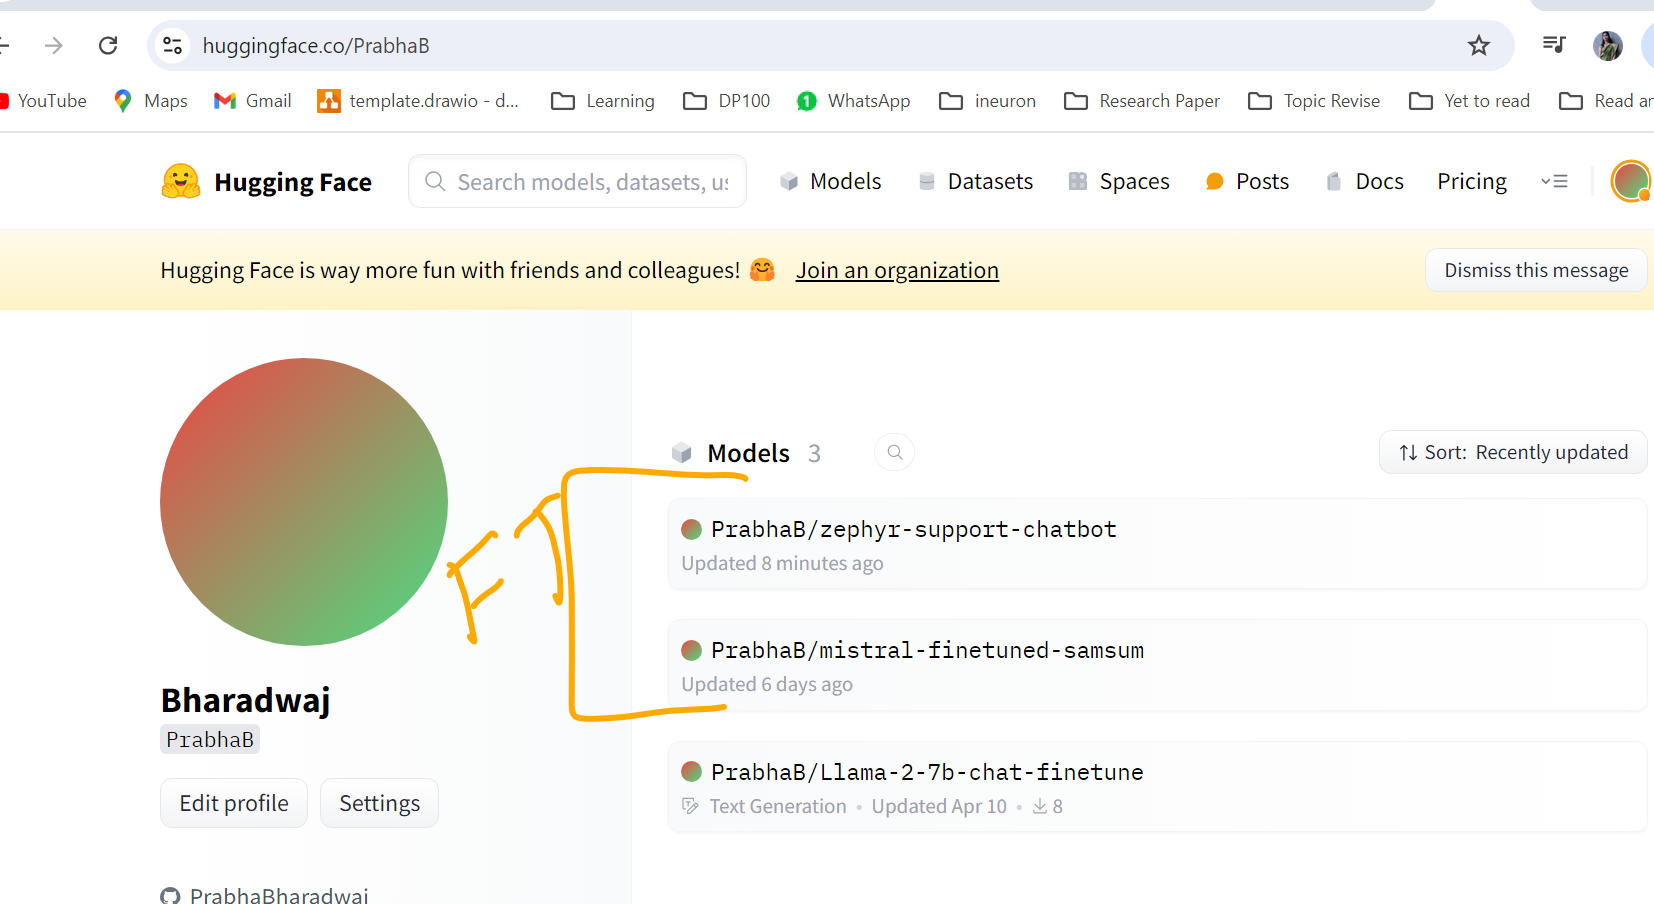 huggingface.co/PrabhaB
YouTube Maps Gmail template.drawio - d... Learning DP100 WhatsApp ineuron Research Paper Topic Revise Yet to read Read
Hugging Face Search models, datasets, Models Datasets Spaces Posts Docs Pricing
Hugging Face is way more fun with friends and colleagues! 🤗 Join an organization Dismiss this message
Models 3 Sort: Recently updated
FT
PrabhaB/zephyr-support-chatbot
Updated 8 minutes ago
PrabhaB/mistral-finetuned-samsum
Updated 6 days ago
PrabhaB/Llama-2-7b-chat-finetune
Text Generation • Updated Apr 10 • 8
Bharadwaj
PrabhaB
Edit profile Settings
PrabhaBharadwaj